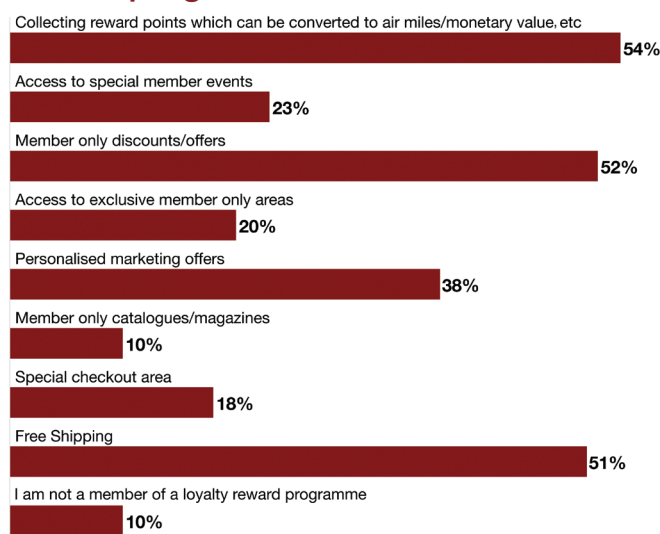 Collecting reward points which can be converted to air miles/monetary value, etc
54%
Access to special member events
23%
Member only discounts/offers
52%
Access to exclusive member only areas
20%
Personalised marketing offers
38%
Member only catalogues/magazines
10%
Special checkout area
18%
Free Shipping
51%
I am not a member of a loyalty reward programme
10%